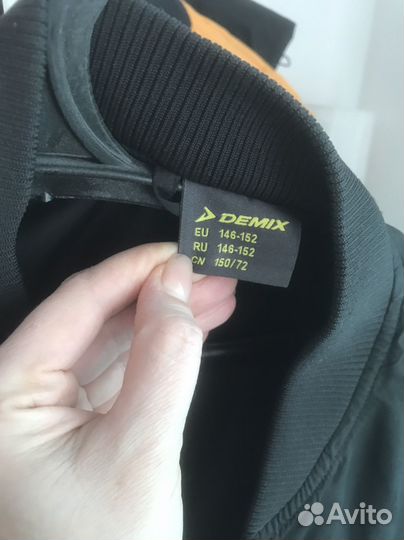 DEMIX
EU 146-152
RU 146-152
CN 150/72
Avito